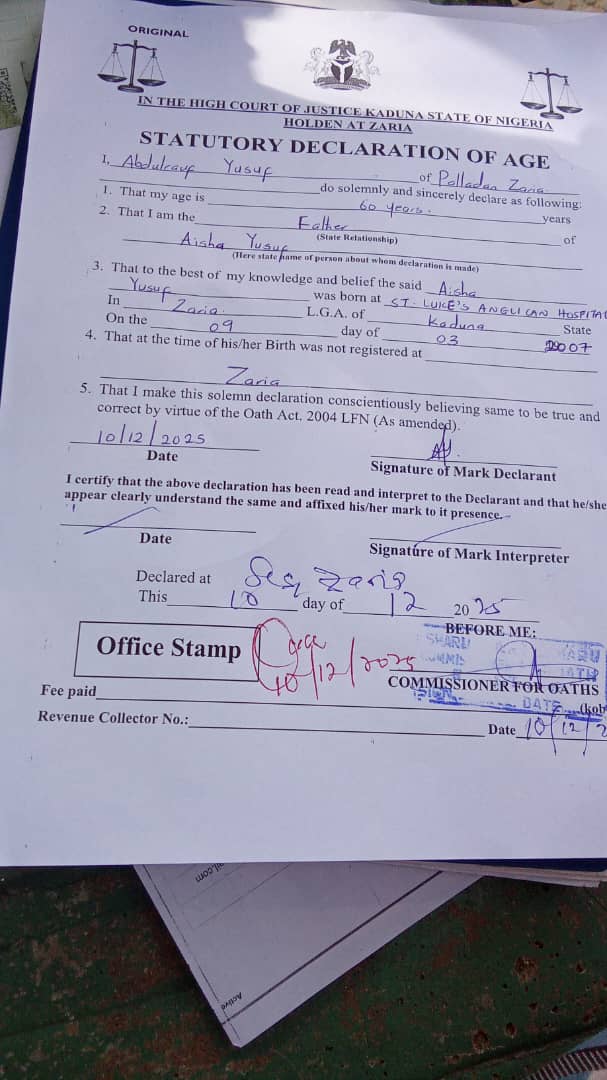 ORIGINAL
IN THE HIGH COURT OF JUSTICE KADUNA STATE OF NIGERIA
HOLDEN AT ZARIA
STATUTORY DECLARATION OF AGE
I, Abdulrauf Yusuf of Palladan Zaria
do solemnly and sincerely declare as following:
1. That my age is 60 years. years
2. That I am the Father of
(State Relationship)
Aisha Yusuf
(Here state name of person about whom declaration is made)
3. That to the best of my knowledge and belief the said Aisha
Yusuf was born at ST. LUKE'S ANGLICAN HOSPITAL
In Zaria L.G.A. of Kaduna State
On the 09 day of 03 2007
4. That at the time of his/her Birth was not registered at
Zaria
5. That I make this solemn declaration conscientiously believing same to be true and
correct by virtue of the Oath Act. 2004 LFN (As amended).
10/12/2025
Date
Signature of Mark Declarant
I certify that the above declaration has been read and interpret to the Declarant and that he/she
appear clearly understand the same and affixed his/her mark to it presence.
Date
Signature of Mark Interpreter
Declared at Zaria
This 10 day of 12 2025
BEFORE ME:
Office Stamp
10/12/2025
COMMISSIONER FOR OATHS
DATE
Fee paid (kob
Revenue Collector No.:
Date 10/12/2
Active